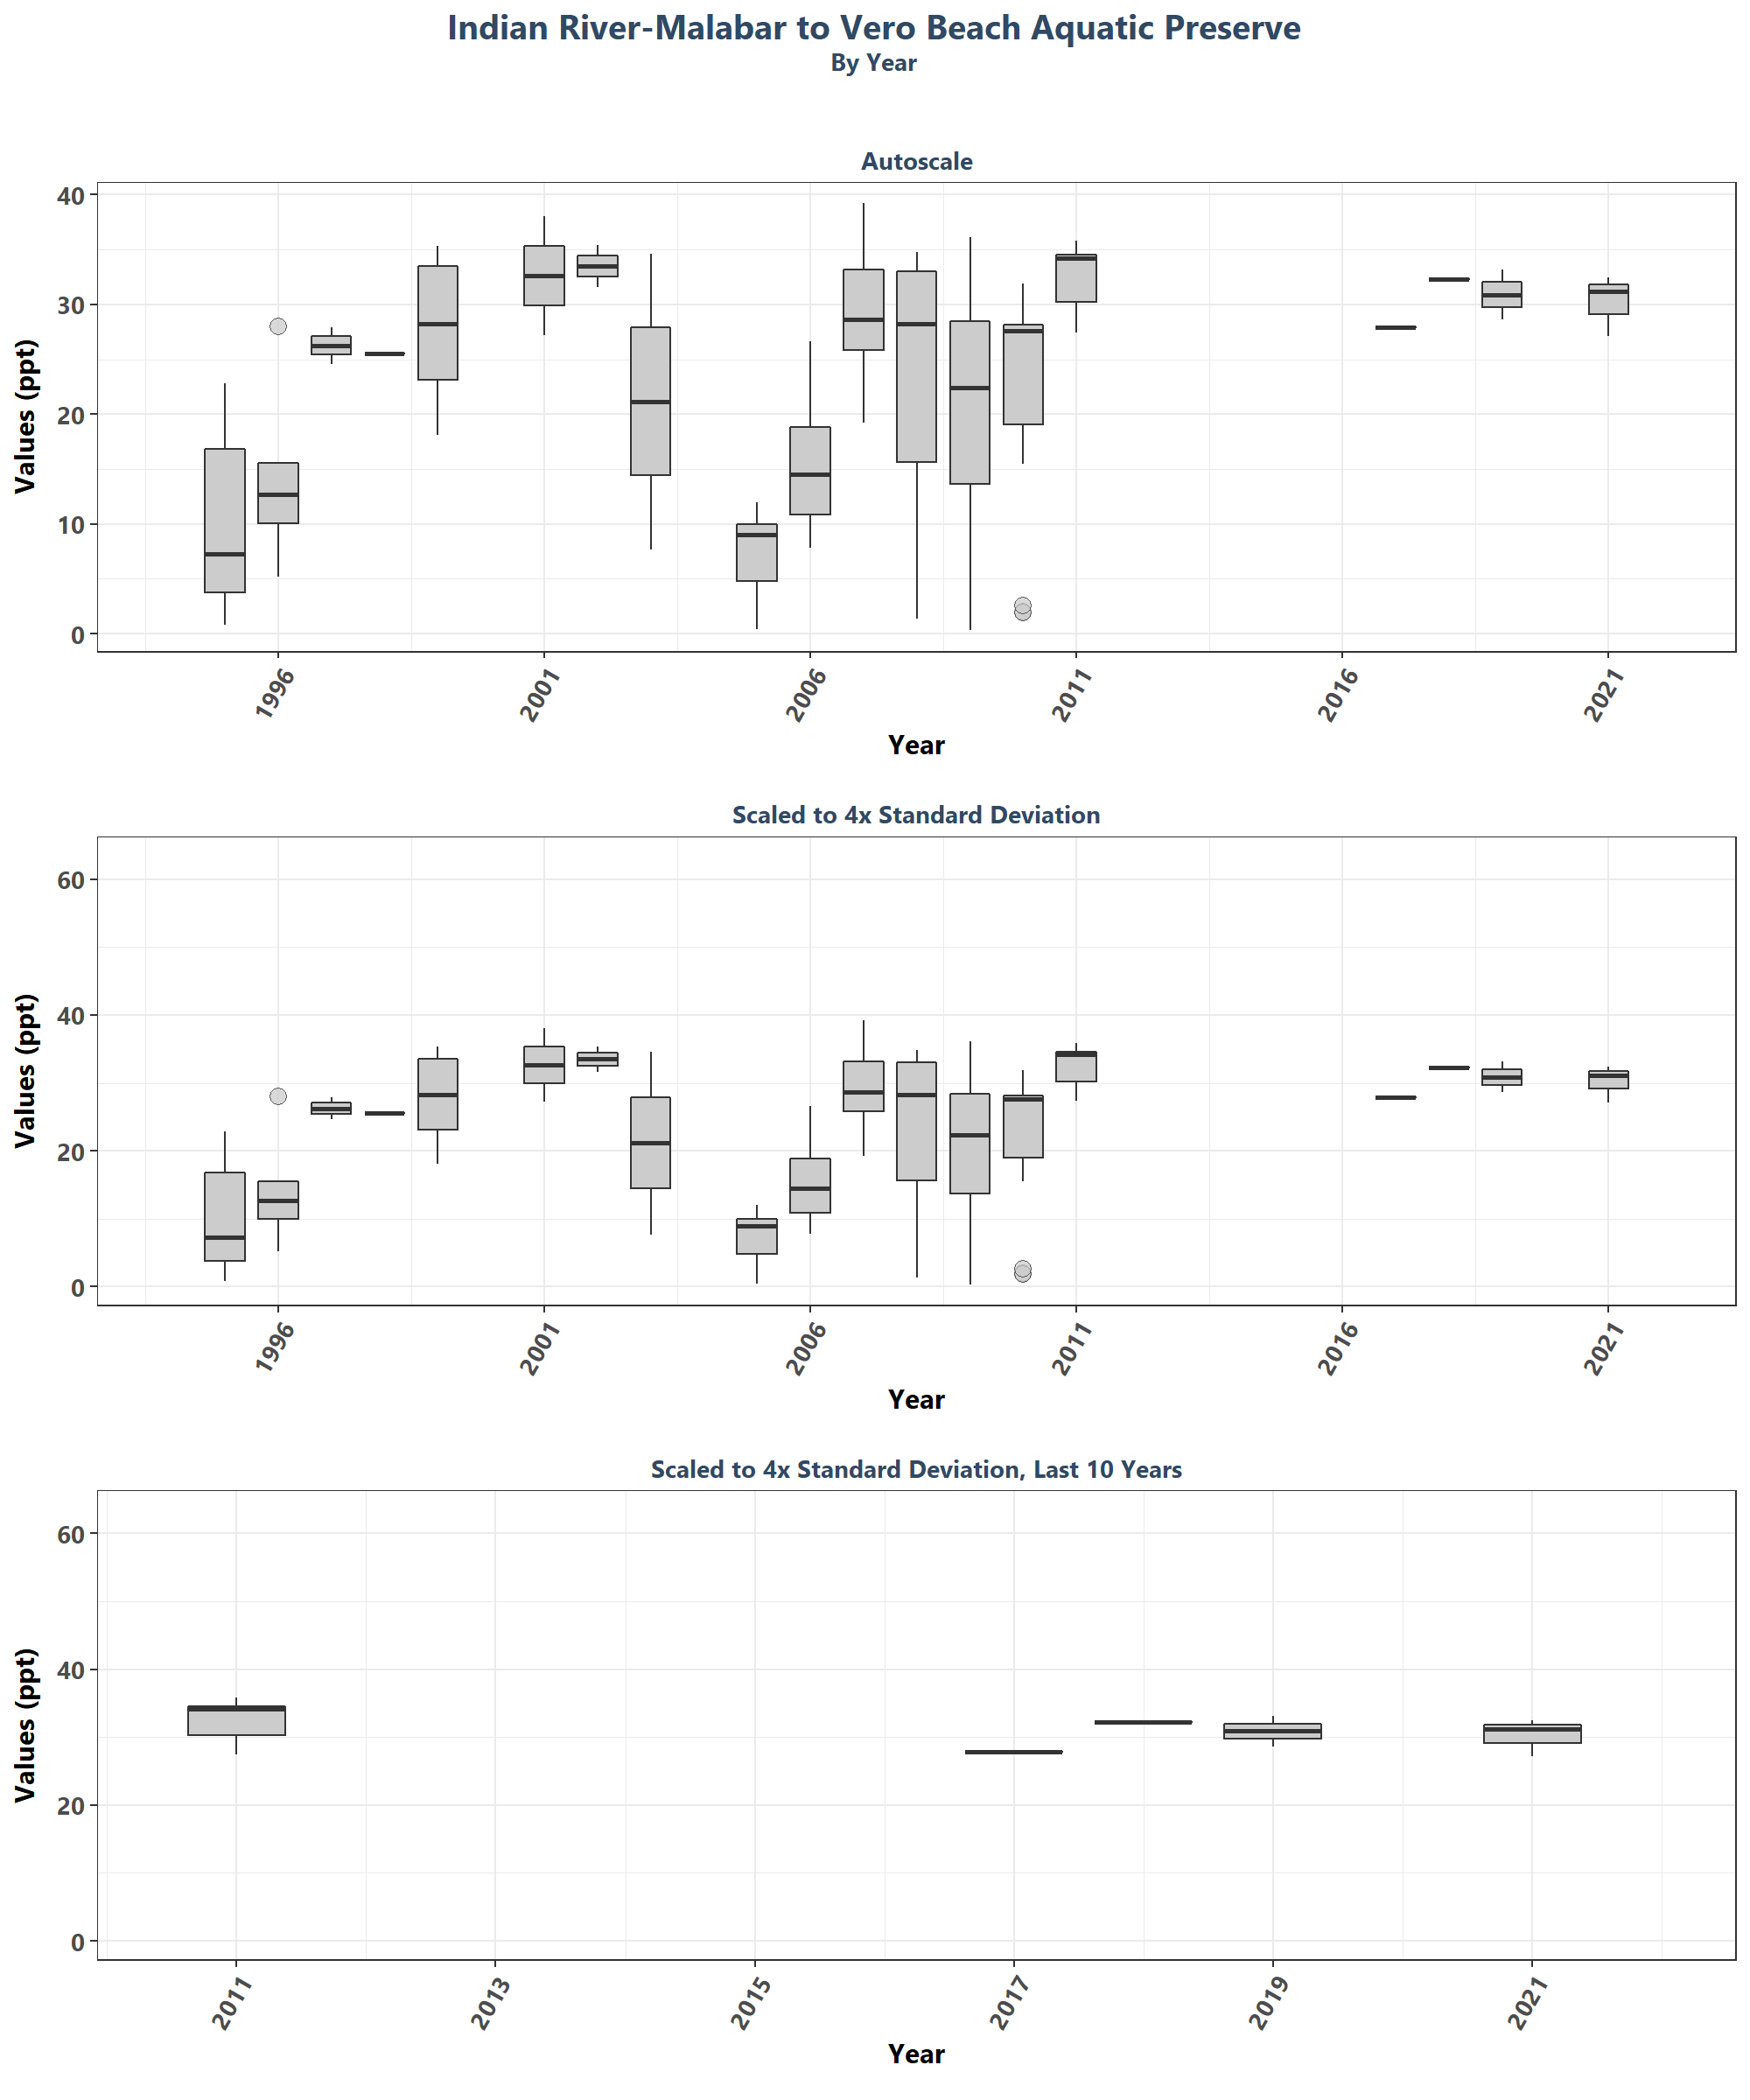 Indian River-Malabar to Vero Beach Aquatic Preserve
By Year
Autoscale
Values (ppt)
40
30
20
10
0
1996 2001 2006 2011 2016 2021
Year
Scaled to 4x Standard Deviation
Values (ppt)
60
40
20
0
1996 2001 2006 2011 2016 2021
Year
Scaled to 4x Standard Deviation, Last 10 Years
Values (ppt)
60
40
20
0
2011 2013 2015 2017 2019 2021
Year